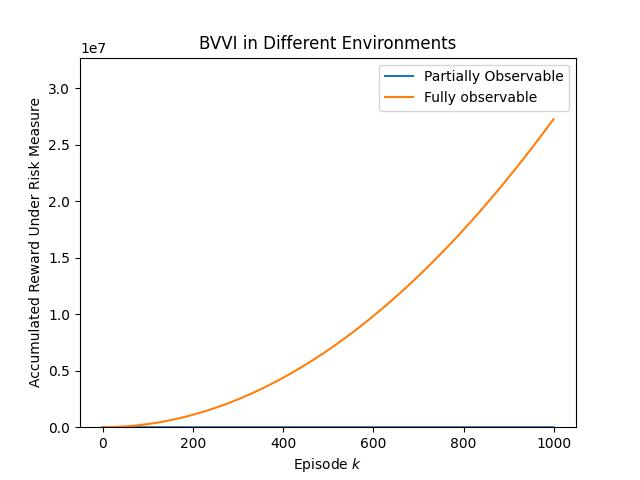 BVVI in Different Environments
1e7
Partially Observable
Fully observable
Accumulated Reward Under Risk Measure
3.0
2.5
2.0
1.5
1.0
0.5
0.0
0 200 400 600 800 1000
Episode k